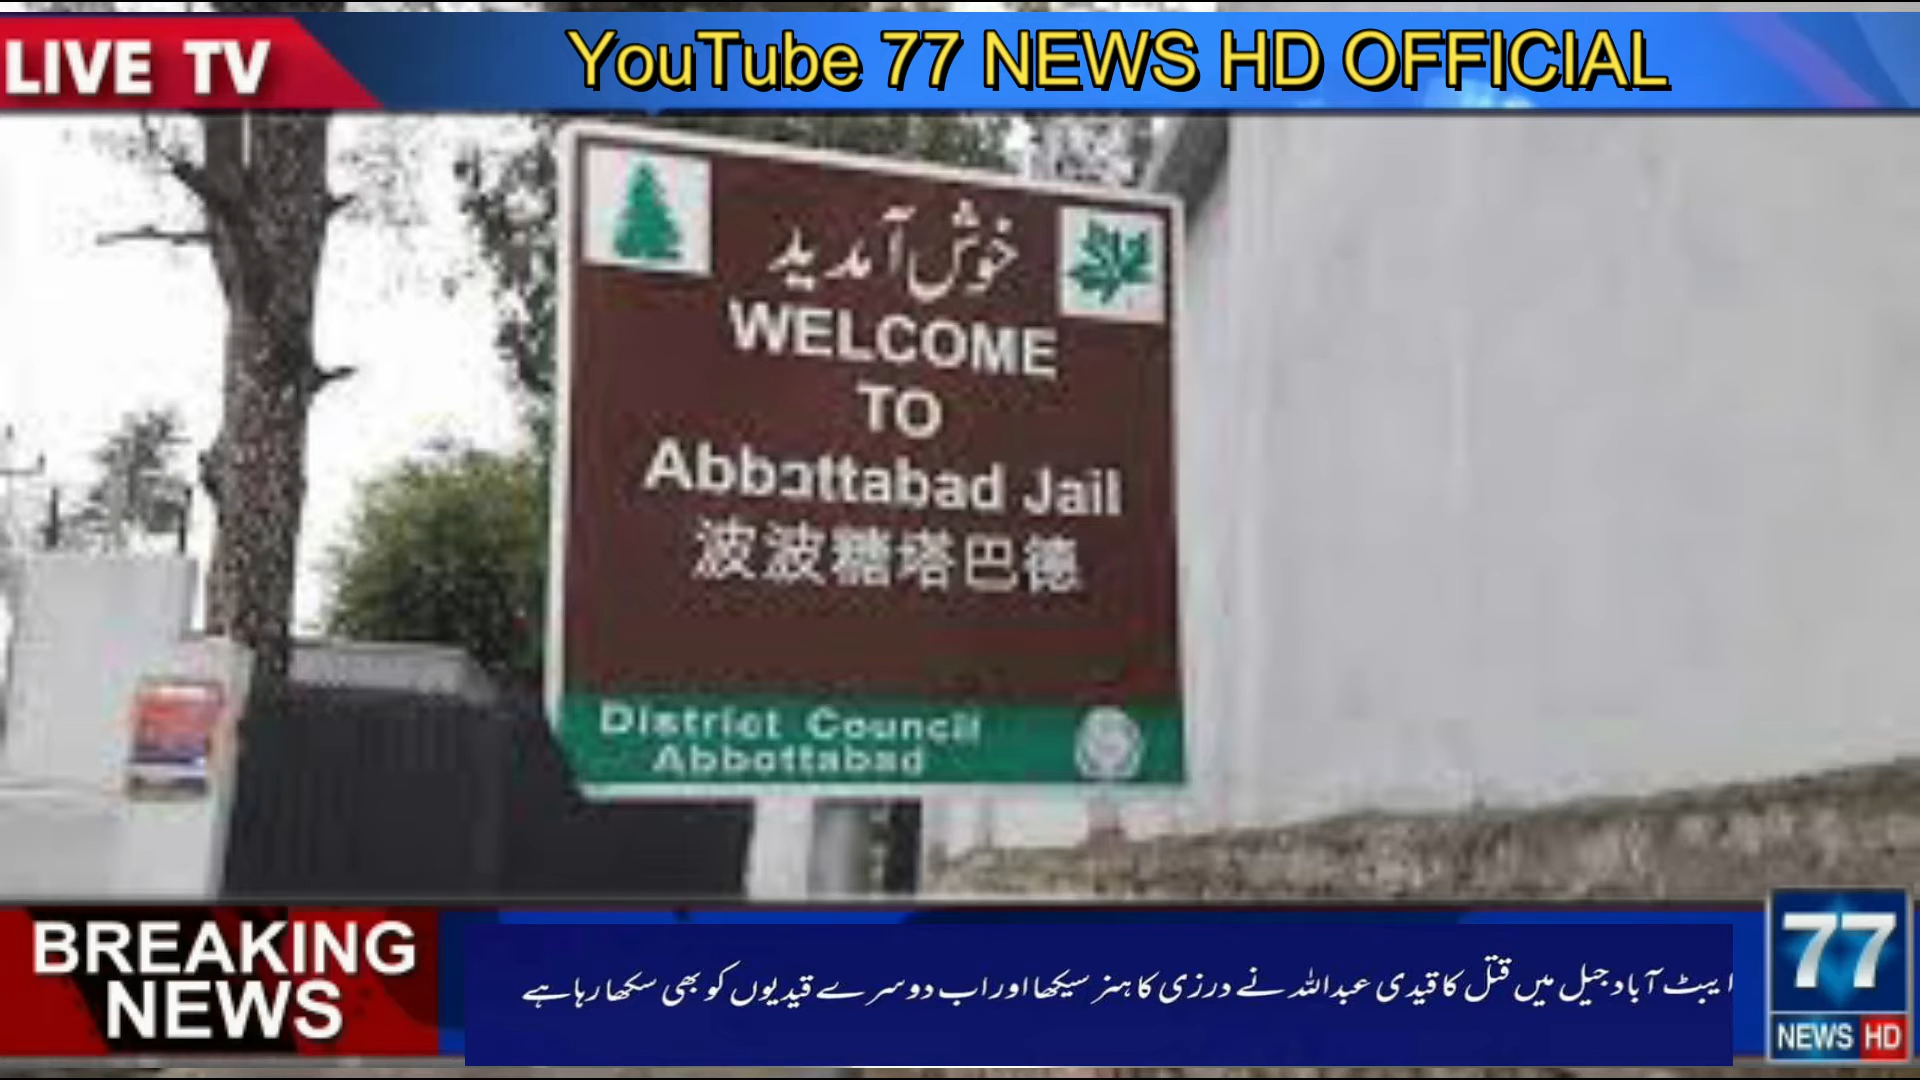 LIVE TV
YouTube 77 NEWS HD OFFICIAL
خوش آمدید
WELCOME
TO
Abbottabad Jail
波波糖塔巴德
District Council
Abbottabad
BREAKING
NEWS
ایبٹ آباد جیل میں قتل کا قیدی عبداللہ نے درزی کا ہنر سیکھا اور اب دوسرے قیدیوں کو بھی سکھا رہا ہے
77
NEWS HD